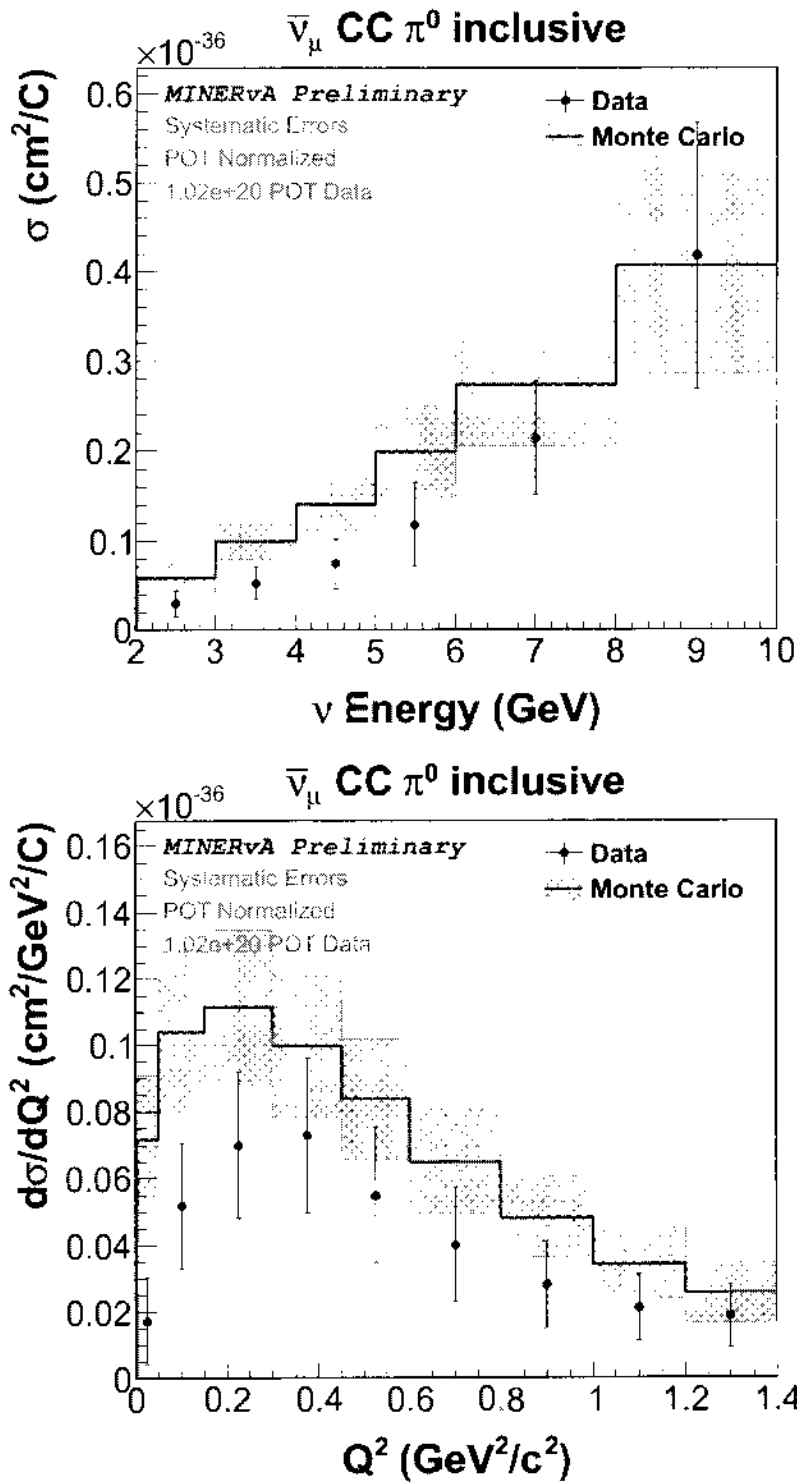 ν̄μ CC π⁰ inclusive
×10⁻³⁶
MINERνA Preliminary
Systematic Errors
POT Normalized
1.02e+20 POT Data
Data
Monte Carlo
σ (cm²/C)
0.6
0.5
0.4
0.3
0.2
0.1
0
2 3 4 5 6 7 8 9 10
ν Energy (GeV)
ν̄μ CC π⁰ inclusive
×10⁻³⁶
MINERνA Preliminary
Systematic Errors
POT Normalized
1.02e+20 POT Data
Data
Monte Carlo
dσ/dQ² (cm²/GeV²/C)
0.16
0.14
0.12
0.1
0.08
0.06
0.04
0.02
0
0 0.2 0.4 0.6 0.8 1 1.2 1.4
Q² (GeV²/c²)